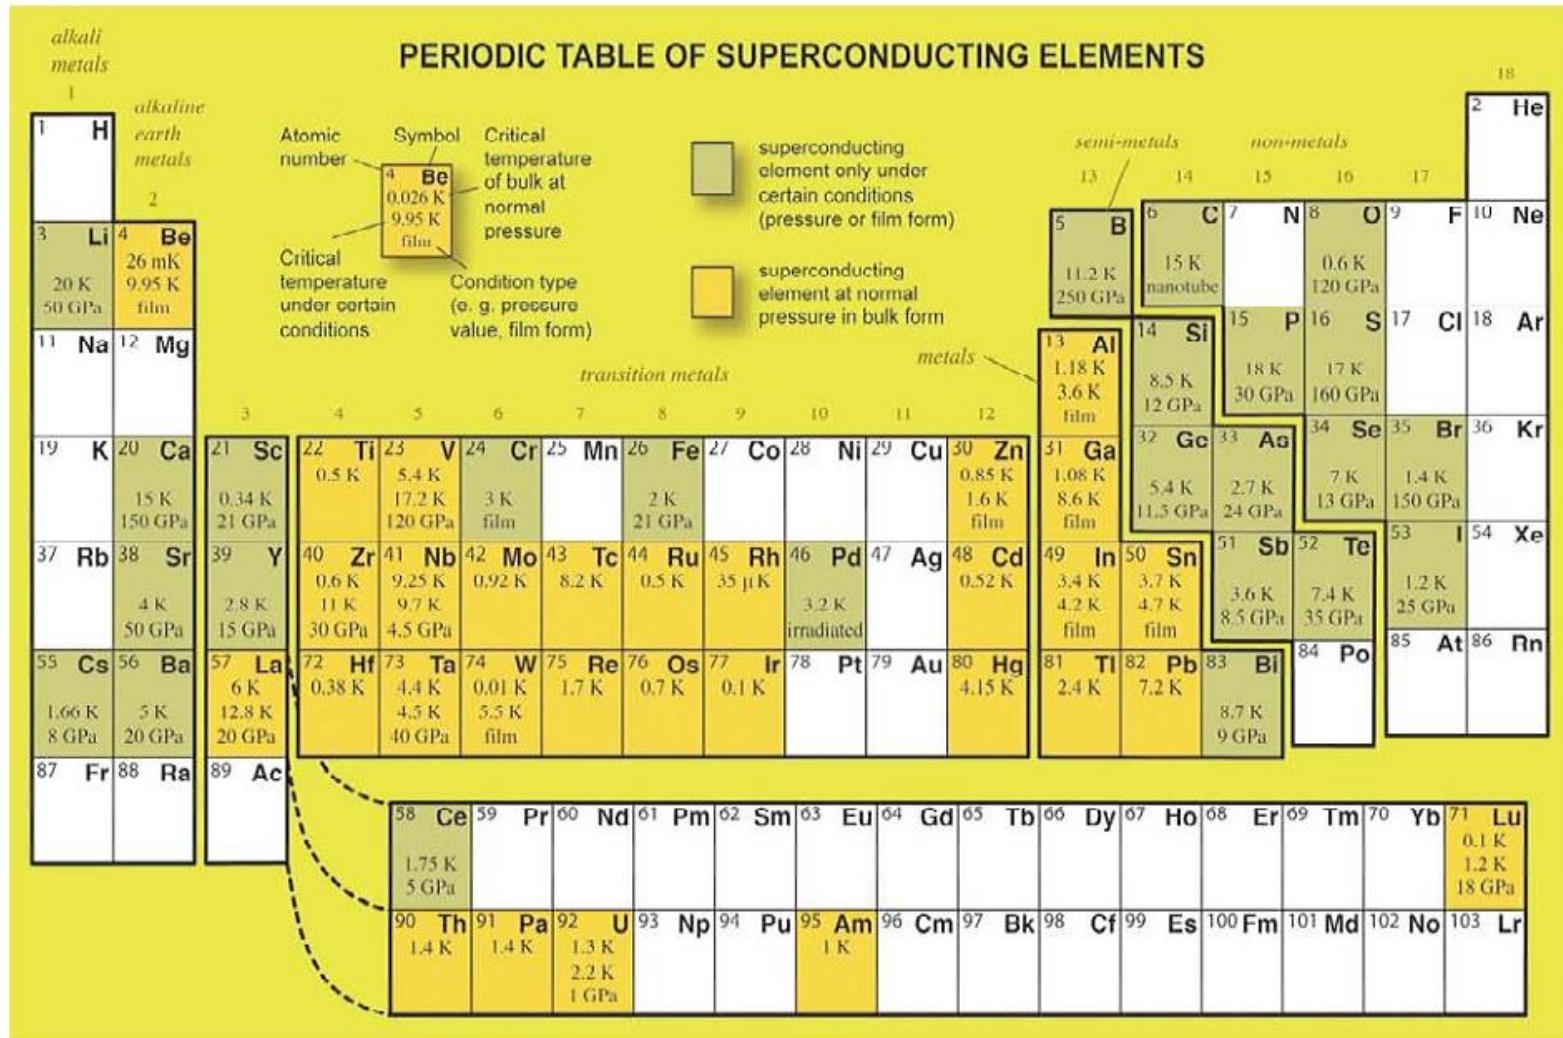 PERIODIC TABLE OF SUPERCONDUCTING ELEMENTS
alkali
metals
1
alkaline
earth
metals
2
Atomic
number
Symbol
Critical
temperature
of bulk at
normal
pressure
4 Be
0.026 K
9.95 K
film
Critical
temperature
under certain
conditions
Condition type
(e. g. pressure
value, film form)
superconducting
element only under
certain conditions
(pressure or film form)
superconducting
element at normal
pressure in bulk form
semi-metals
non-metals
13 14 15 16 17 18
metals
transition metals
3 4 5 6 7 8 9 10 11 12
1 H
2 He
3 Li
20 K
50 GPa
4 Be
26 mK
9.95 K
film
5 B
11.2 K
250 GPa
6 C
15 K
nanotube
7 N
8 O
0.6 K
120 GPa
9 F
10 Ne
11 Na
12 Mg
13 Al
1.18 K
3.6 K
film
14 Si
8.5 K
12 GPa
15 P
18 K
30 GPa
16 S
17 K
160 GPa
17 Cl
18 Ar
19 K
20 Ca
15 K
150 GPa
21 Sc
0.34 K
21 GPa
22 Ti
0.5 K
23 V
5.4 K
17.2 K
120 GPa
24 Cr
3 K
film
25 Mn
26 Fe
2 K
21 GPa
27 Co
28 Ni
29 Cu
30 Zn
0.85 K
1.6 K
film
31 Ga
1.08 K
8.6 K
film
32 Ge
5.4 K
11.5 GPa
33 As
2.7 K
24 GPa
34 Se
7 K
13 GPa
35 Br
1.4 K
150 GPa
36 Kr
37 Rb
38 Sr
4 K
50 GPa
39 Y
2.8 K
15 GPa
40 Zr
0.6 K
11 K
30 GPa
41 Nb
9.25 K
9.7 K
4.5 GPa
42 Mo
0.92 K
43 Tc
8.2 K
44 Ru
0.5 K
45 Rh
35 µK
46 Pd
3.2 K
irradiated
47 Ag
48 Cd
0.52 K
49 In
3.4 K
4.2 K
film
50 Sn
3.7 K
4.7 K
film
51 Sb
3.6 K
8.5 GPa
52 Te
7.4 K
35 GPa
53 I
1.2 K
25 GPa
54 Xe
55 Cs
1.66 K
8 GPa
56 Ba
5 K
20 GPa
57 La
6 K
12.8 K
20 GPa
72 Hf
0.38 K
73 Ta
4.4 K
4.5 K
40 GPa
74 W
0.01 K
5.5 K
film
75 Re
1.7 K
76 Os
0.7 K
77 Ir
0.1 K
78 Pt
79 Au
80 Hg
4.15 K
81 Tl
2.4 K
82 Pb
7.2 K
83 Bi
8.7 K
9 GPa
84 Po
85 At
86 Rn
87 Fr
88 Ra
89 Ac
58 Ce
1.75 K
5 GPa
59 Pr
60 Nd
61 Pm
62 Sm
63 Eu
64 Gd
65 Tb
66 Dy
67 Ho
68 Er
69 Tm
70 Yb
71 Lu
0.1 K
1.2 K
18 GPa
90 Th
1.4 K
91 Pa
1.4 K
92 U
1.3 K
2.2 K
1 GPa
93 Np
94 Pu
95 Am
1 K
96 Cm
97 Bk
98 Cf
99 Es
100 Fm
101 Md
102 No
103 Lr